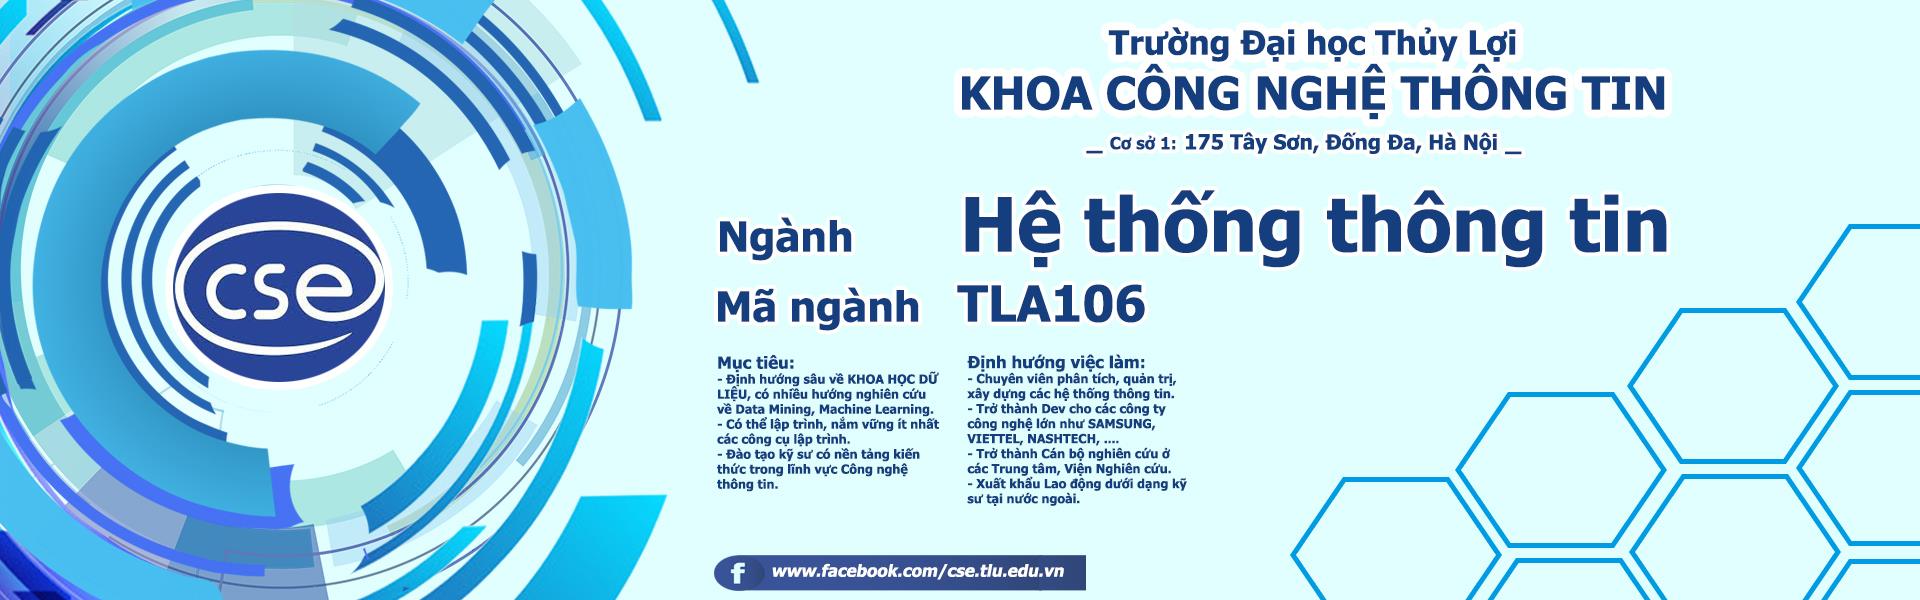 cse
Trường Đại học Thủy Lợi
KHOA CÔNG NGHỆ THÔNG TIN
_ Cơ sở 1: 175 Tây Sơn, Đống Đa, Hà Nội _
Ngành Hệ thống thông tin
Mã ngành TLA106
Mục tiêu:
- Định hướng sâu về KHOA HỌC DỮ
LIỆU, có nhiều hướng nghiên cứu
về Data Mining, Machine Learning.
- Có thể lập trình, nắm vững ít nhất
các công cụ lập trình.
- Đào tạo kỹ sư có nền tảng kiến
thức trong lĩnh vực Công nghệ
thông tin.
Định hướng việc làm:
- Chuyên viên phân tích, quản trị,
xây dựng các hệ thống thông tin.
- Trở thành Dev cho các công ty
công nghệ lớn như SAMSUNG,
VIETTEL, NASHTECH, ....
- Trở thành Cán bộ nghiên cứu ở
các Trung tâm, Viện Nghiên cứu.
- Xuất khẩu Lao động dưới dạng kỹ
sư tại nước ngoài.
f www.facebook.com/cse.tlu.edu.vn